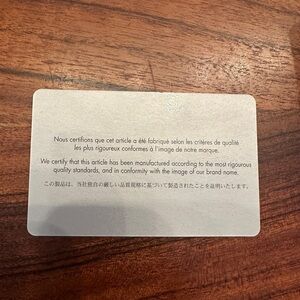 Nous certifions que cet article a été fabriqué selon les critères de qualité
les plus rigoureux conformes à l'image de notre marque.
We certify that this article has been manufactured according to the most rigourous
quality standards, and in conformity with the image of our brand name.
この製品は、当社独自の厳しい品質規格に基づいて製造されたことを証明いたします。